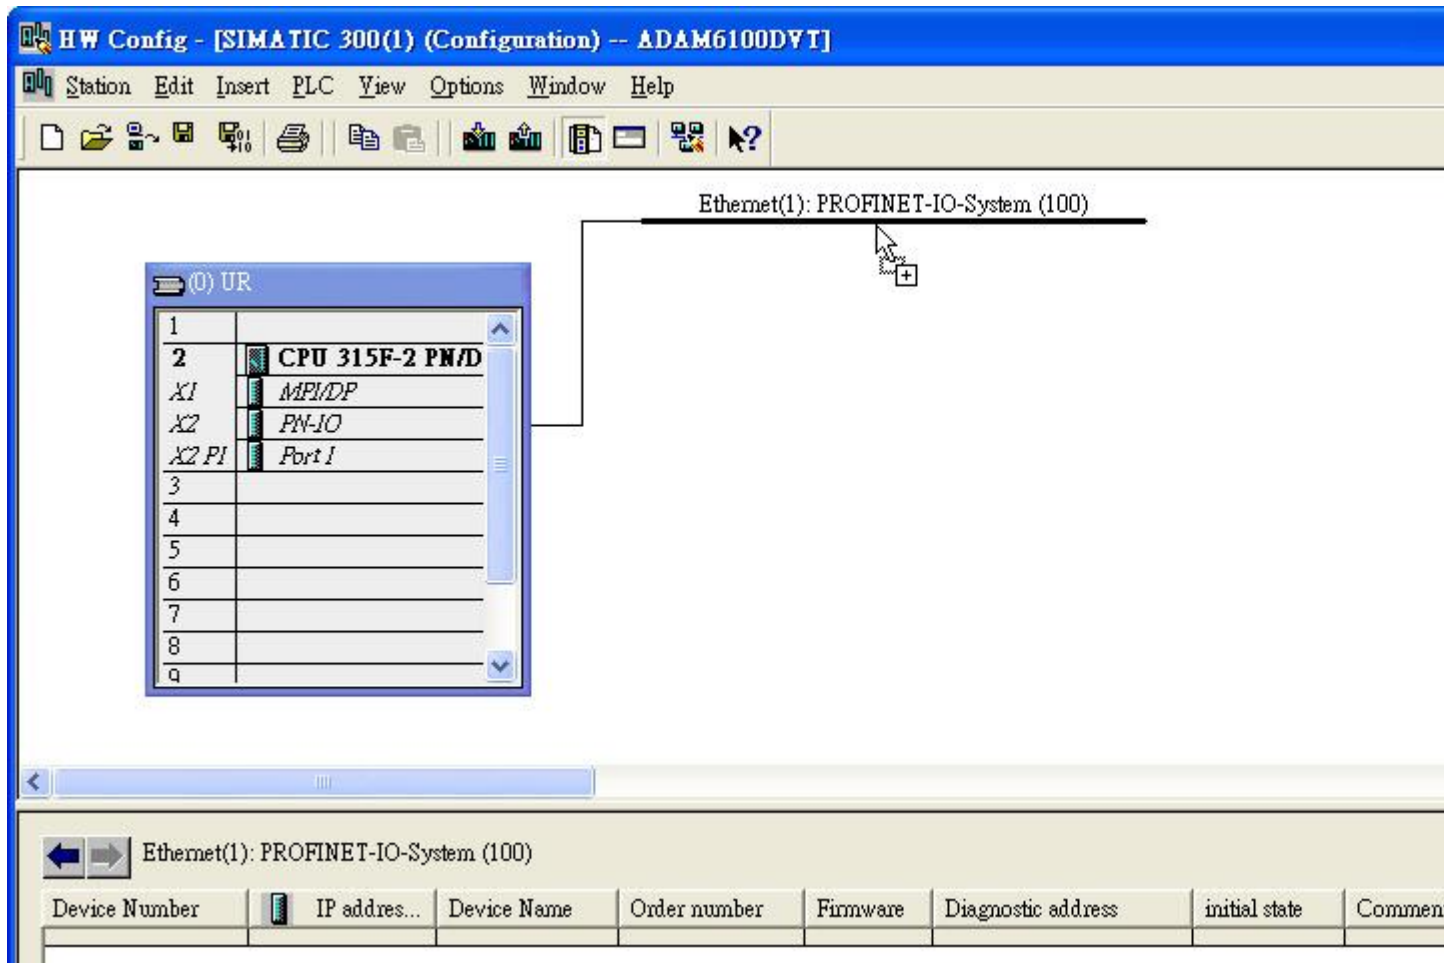 HW Config - [SIMATIC 300(1) (Configuration) -- ADAM6100DVT]
Station Edit Insert PLC View Options Window Help
Ethernet(1): PROFINET-IO-System (100)
(0) UR
1
2 CPU 315F-2 PN/D
X1 MPI/DP
X2 PN-IO
X2 P1 Port 1
3
4
5
6
7
8
9
Ethernet(1): PROFINET-IO-System (100)
Device Number IP addres... Device Name Order number Firmware Diagnostic address initial state Commen